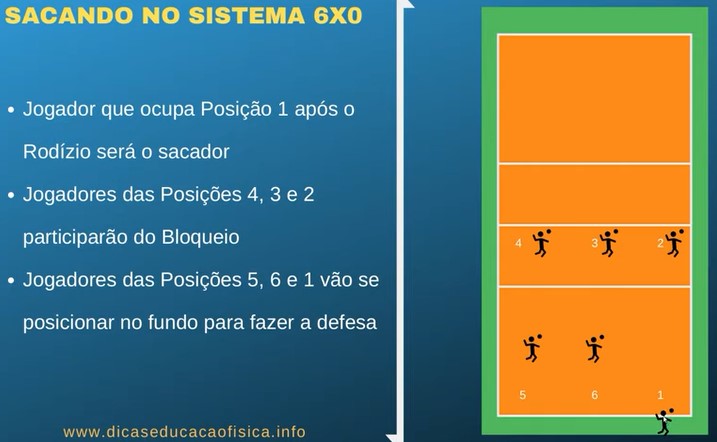 SACANDO NO SISTEMA 6X0
• Jogador que ocupa Posição 1 após o
Rodízio será o sacador
• Jogadores das Posições 4, 3 e 2
participarão do Bloqueio
• Jogadores das Posições 5, 6 e 1 vão se
posicionar no fundo para fazer a defesa
www.dicaseducacaofisica.info
4 3 2
5 6 1